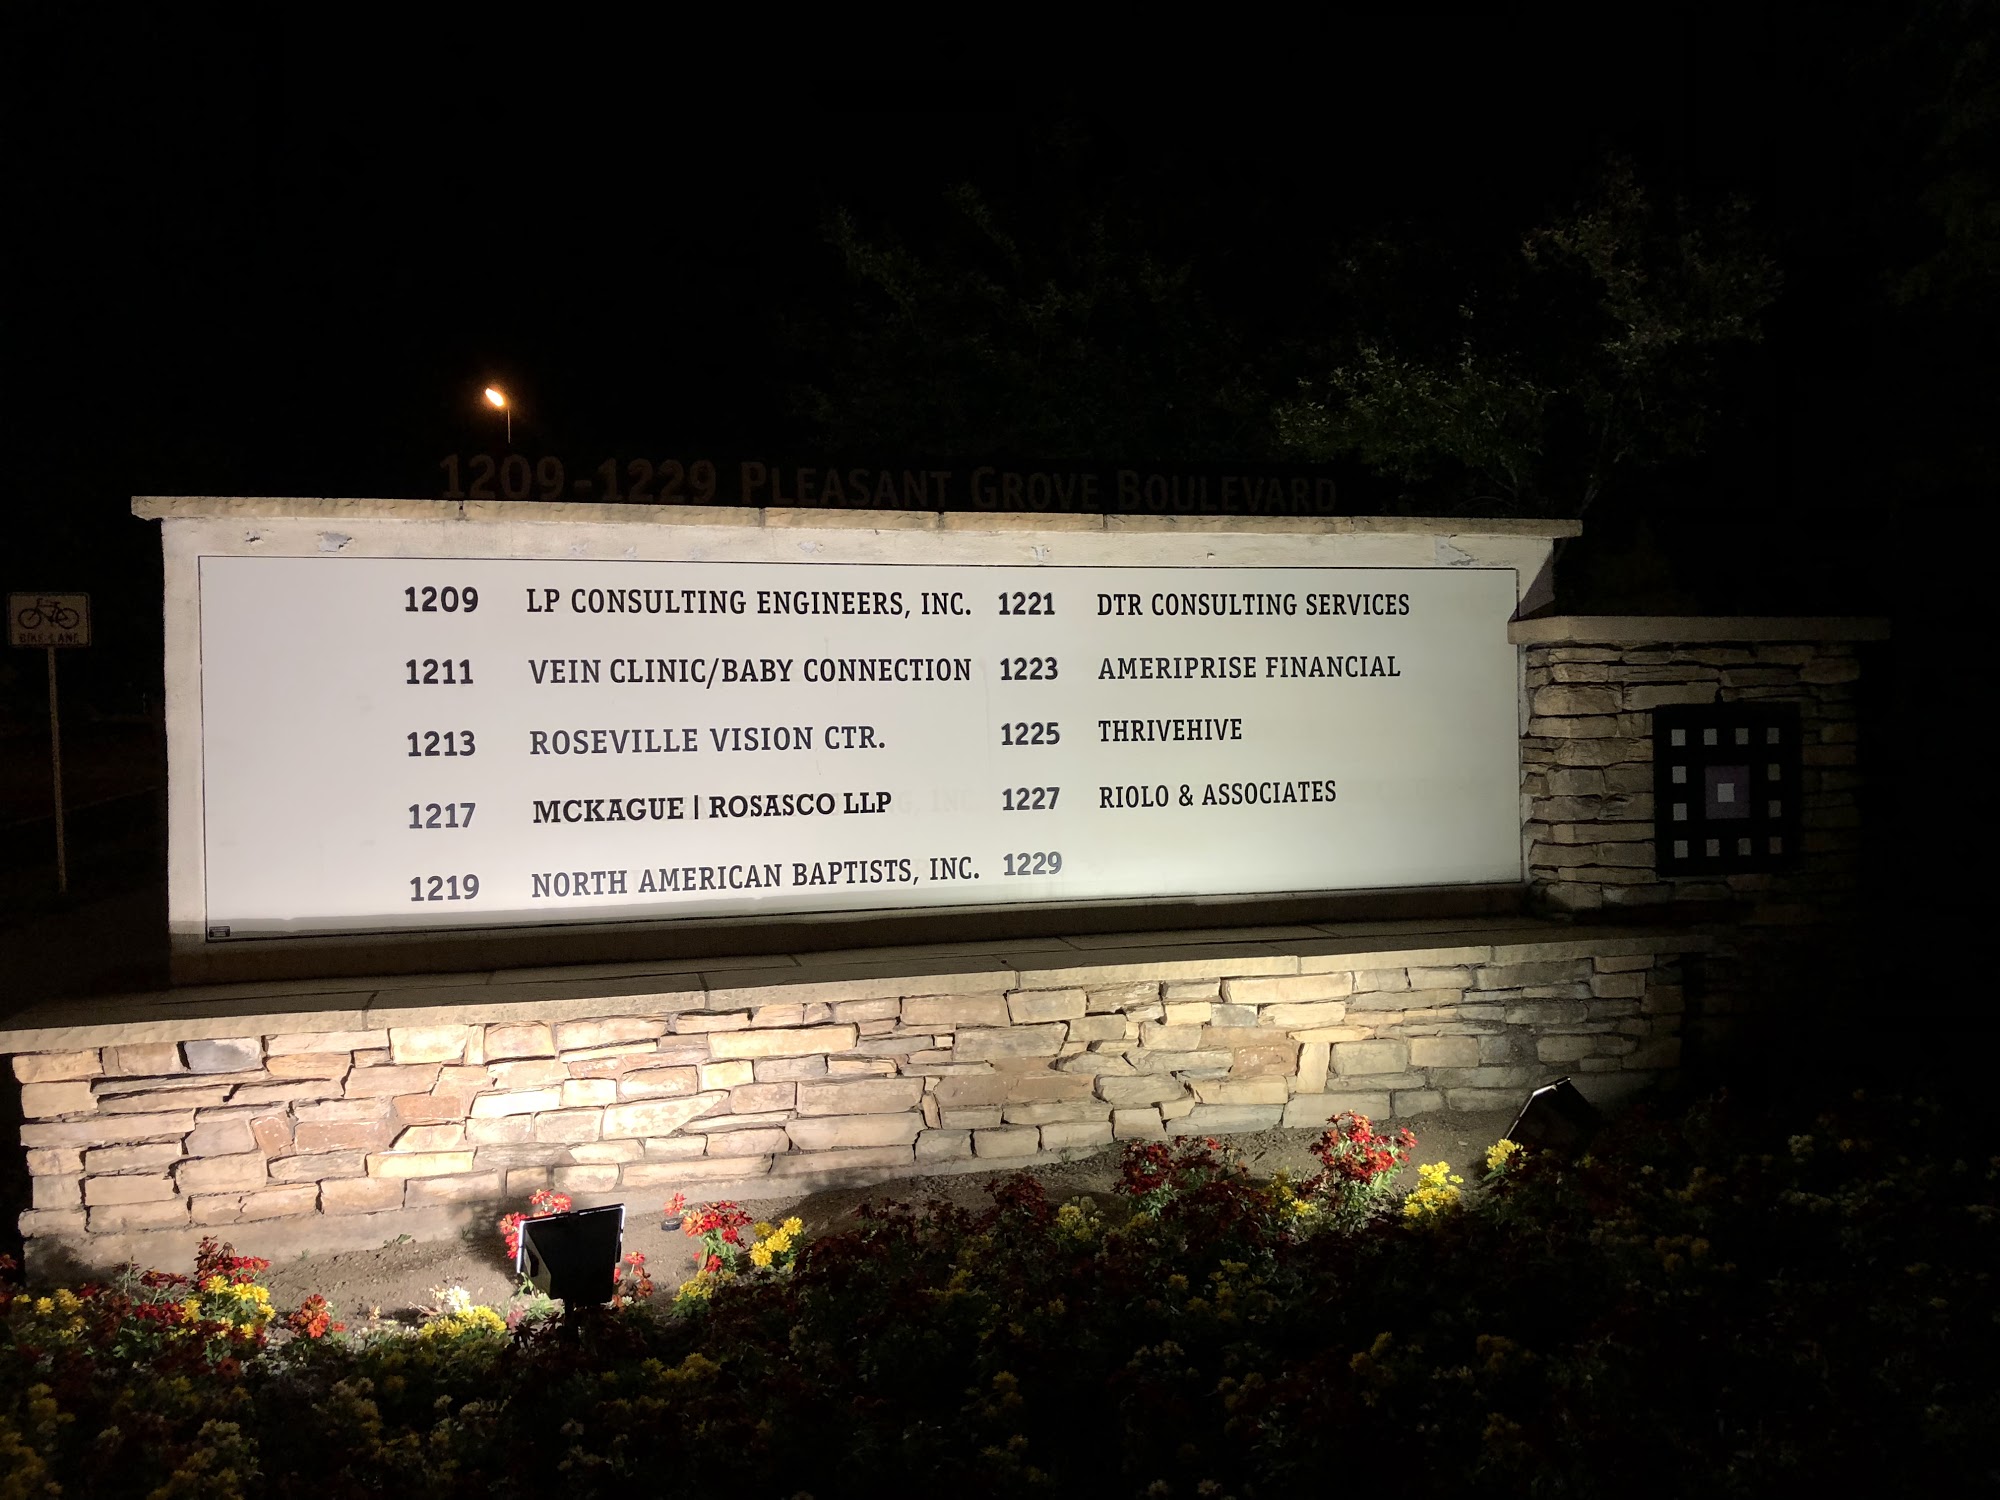 1209-1229 PLEASANT GROVE BOULEVARD
1209 LP CONSULTING ENGINEERS, INC.
1211 VEIN CLINIC/BABY CONNECTION
1213 ROSEVILLE VISION CTR.
1217 MCKAGUE | ROSASCO LLP
1219 NORTH AMERICAN BAPTISTS, INC.
1221 DTR CONSULTING SERVICES
1223 AMERIPRISE FINANCIAL
1225 THRIVEHIVE
1227 RIOLO & ASSOCIATES
1229
BIKE LANE